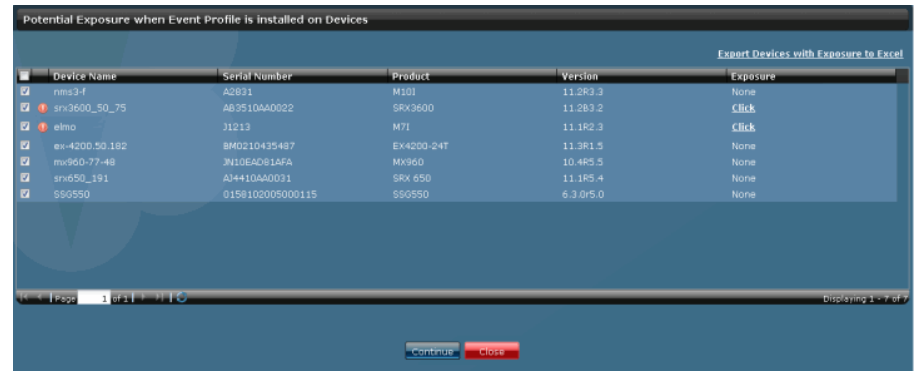 Potential Exposure when Event Profile is installed on Devices
Export Devices with Exposure to Excel
Device Name Serial Number Product Version Exposure
nms3-f A2831 M10I 11.2R3.3 None
srx3600_50_75 AB3510AA0022 SRX3600 11.2B3.2 Click
elmo J1213 M7I 11.1R2.3 Click
ex-4200.50.182 BM0210435487 EX4200-24T 11.3R1.5 None
mx960-77-48 JN10EAD81AFA MX960 10.4R5.5 None
srx650_191 AJ4410AA0031 SRX 650 11.1R5.4 None
SSG550 0158102005000115 SSG550 6.3.0r5.0 None
Page 1 of 1 Displaying 1 - 7 of 7
Continue Close